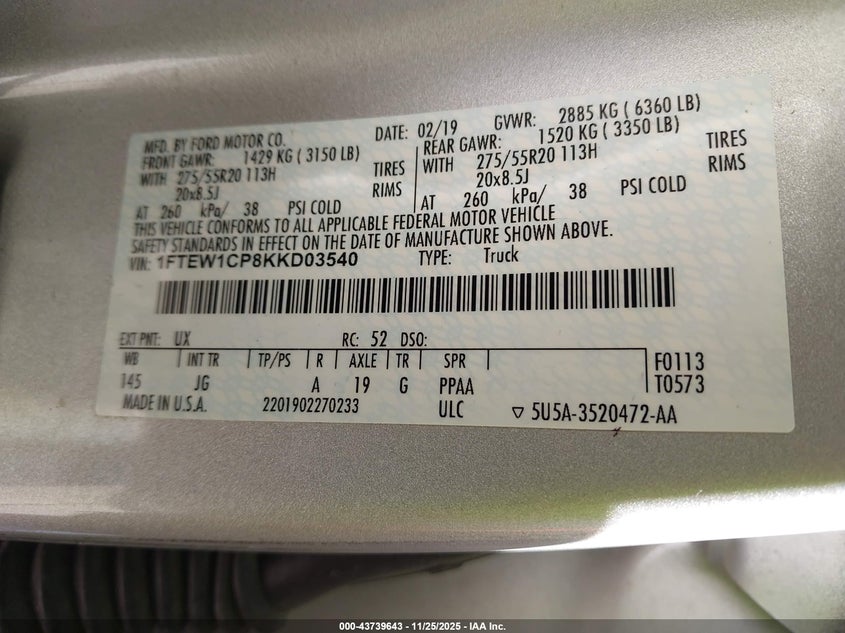 MFD. BY FORD MOTOR CO.
DATE: 02/19
GVWR: 2885 KG ( 6360 LB)
FRONT GAWR: 1429 KG ( 3150 LB)
REAR GAWR: 1520 KG ( 3350 LB)
WITH 275/55R20 113H TIRES
WITH 275/55R20 113H TIRES
20x8.5J RIMS
20x8.5J RIMS
AT 260 kPa/ 38 PSI COLD
AT 260 kPa/ 38 PSI COLD
THIS VEHICLE CONFORMS TO ALL APPLICABLE FEDERAL MOTOR VEHICLE
SAFETY STANDARDS IN EFFECT ON THE DATE OF MANUFACTURE SHOWN ABOVE.
VIN: 1FTEW1CP8KKD03540 TYPE: Truck
EXT PNT: UX RC: 52 DSO:
WB INT TR TP/PS R AXLE TR SPR F0113
145 JG A 19 G PPAA T0573
MADE IN U.S.A. 2201902270233 ULC ▽ 5U5A-3520472-AA
000-43739643 / 11/25/2025 - IAA Inc.